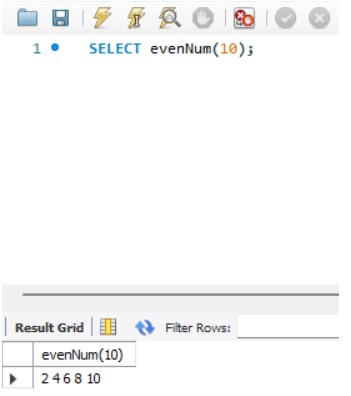 1 SELECT evenNum(10);
Result Grid Filter Rows:
evenNum(10)
2 4 6 8 10